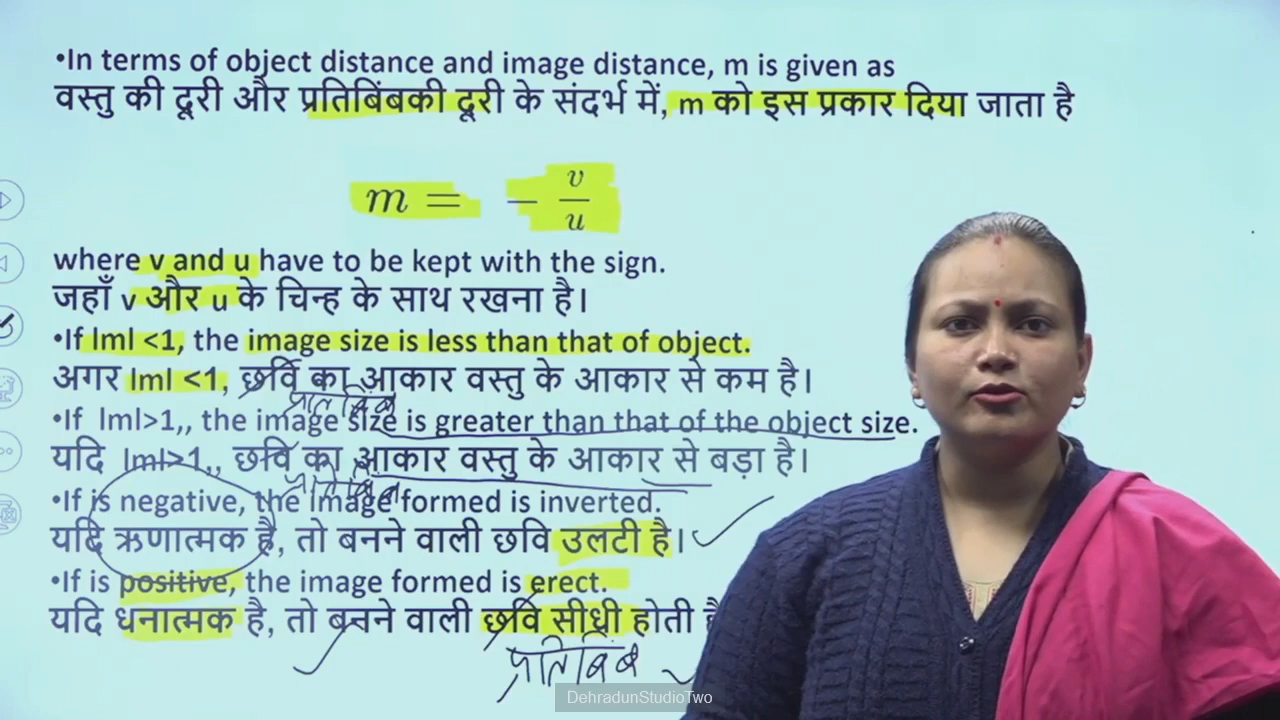 •In terms of object distance and image distance, m is given as
वस्तु की दूरी और प्रतिबिंबकी दूरी के संदर्भ में, m को इस प्रकार दिया जाता है
m = − v/u
where v and u have to be kept with the sign.
जहाँ v और u के चिन्ह के साथ रखना है।
•If lml <1, the image size is less than that of object.
अगर lml <1, छवि का आकार वस्तु के आकार से कम है।
प्रतिबिंब
•If lml>1,, the image size is greater than that of the object size.
यदि lml>1,, छवि का आकार वस्तु के आकार से बड़ा है।
प्रतिबिंब
•If is negative, the image formed is inverted.
यदि ऋणात्मक है, तो बनने वाली छवि उलटी है।
•If is positive, the image formed is erect.
यदि धनात्मक है, तो बनने वाली छवि सीधी होती
प्रतिबिंब
DehradunStudioTwo